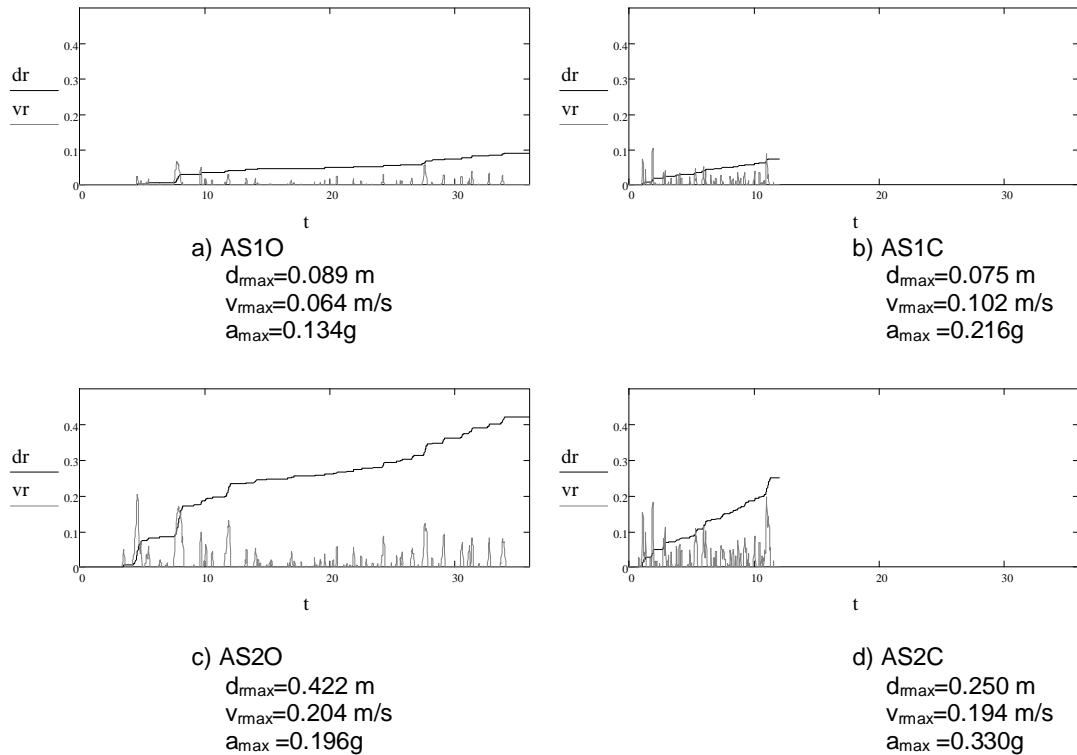 0.4
0.3
0.2
0.1
0
dr
vr
0 10 20 30
t
a) AS1O
drmax=0.089 m
vrmax=0.064 m/s
amax=0.134g
0.4
0.3
0.2
0.1
0
dr
vr
0 10 20 30
t
b) AS1C
drmax=0.075 m
vrmax=0.102 m/s
amax =0.216g
0.4
0.3
0.2
0.1
0
dr
vr
0 10 20 30
t
c) AS2O
drmax=0.422 m
vrmax=0.204 m/s
amax =0.196g
0.4
0.3
0.2
0.1
0
dr
vr
0 10 20 30
t
d) AS2C
drmax=0.250 m
vrmax=0.194 m/s
amax =0.330g